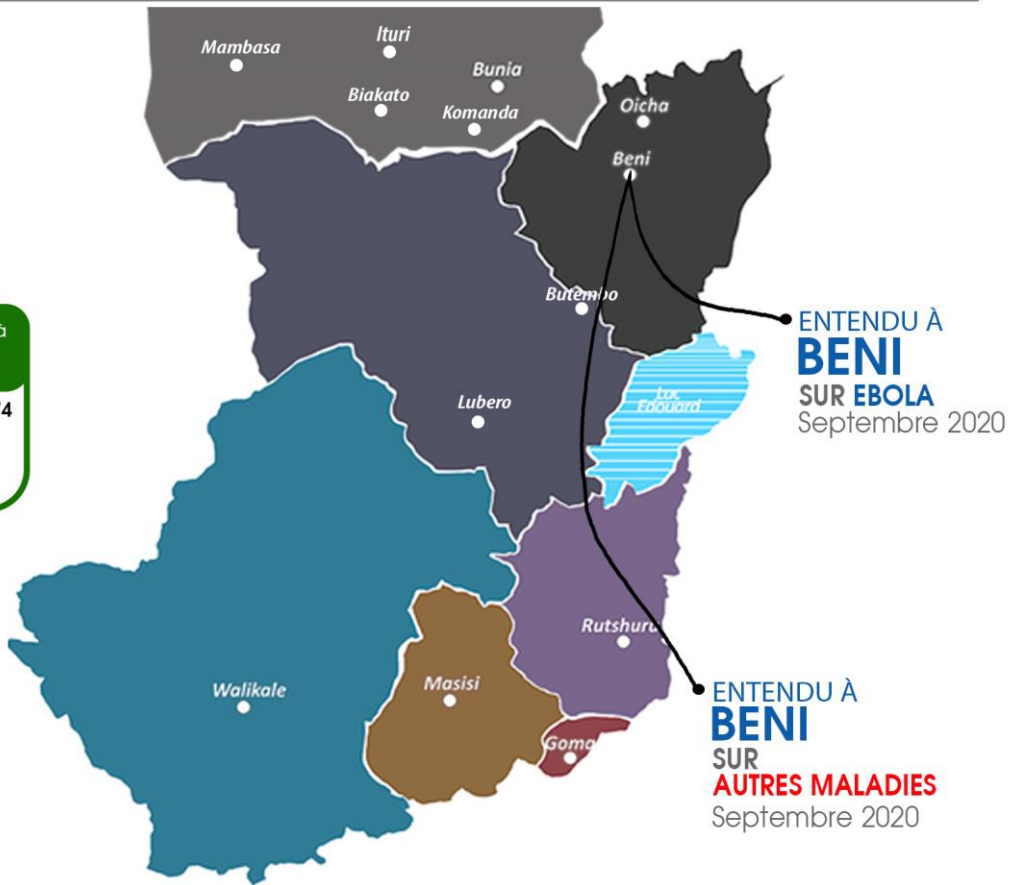 Mambasa
Ituri
Bunia
Biakato
Komanda
Oicha
Beni
Butembo
à
74
ENTENDU À
BENI
SUR EBOLA
Septembre 2020
Lac
Edouard
Lubero
Rutshuru
Walikale
Masisi
Goma
ENTENDU À
BENI
SUR
AUTRES MALADIES
Septembre 2020